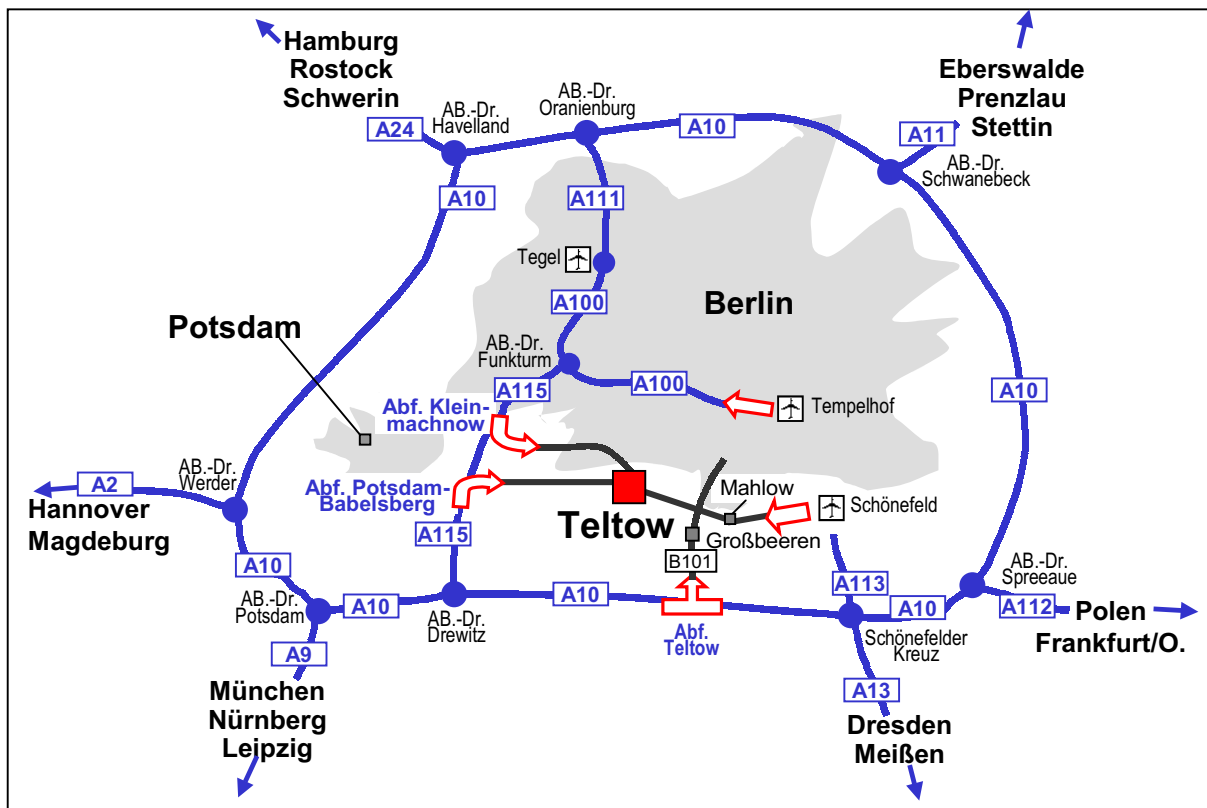 Hamburg
Rostock
Schwerin
Eberswalde
Prenzlau
Stettin
AB.-Dr.
Oranienburg
AB.-Dr.
Havelland
A24
A10
A11
AB.-Dr.
Schwanebeck
A10
A111
Tegel
A100
Berlin
Potsdam
AB.-Dr.
Funkturm
A115
A100
A10
Tempelhof
Abf. Klein-
machnow
AB.-Dr.
Werder
A2
Hannover
Magdeburg
Abf. Potsdam-
Babelsberg
Mahlow
Schönefeld
Teltow
Großbeeren
A115
B101
A10
AB.-Dr.
Potsdam
A10
AB.-Dr.
Drewitz
A10
Abf.
Teltow
A113
A10
AB.-Dr.
Spreeaue
A112
Polen
Frankfurt/O.
Schönefelder
Kreuz
A9
München
Nürnberg
Leipzig
A13
Dresden
Meißen